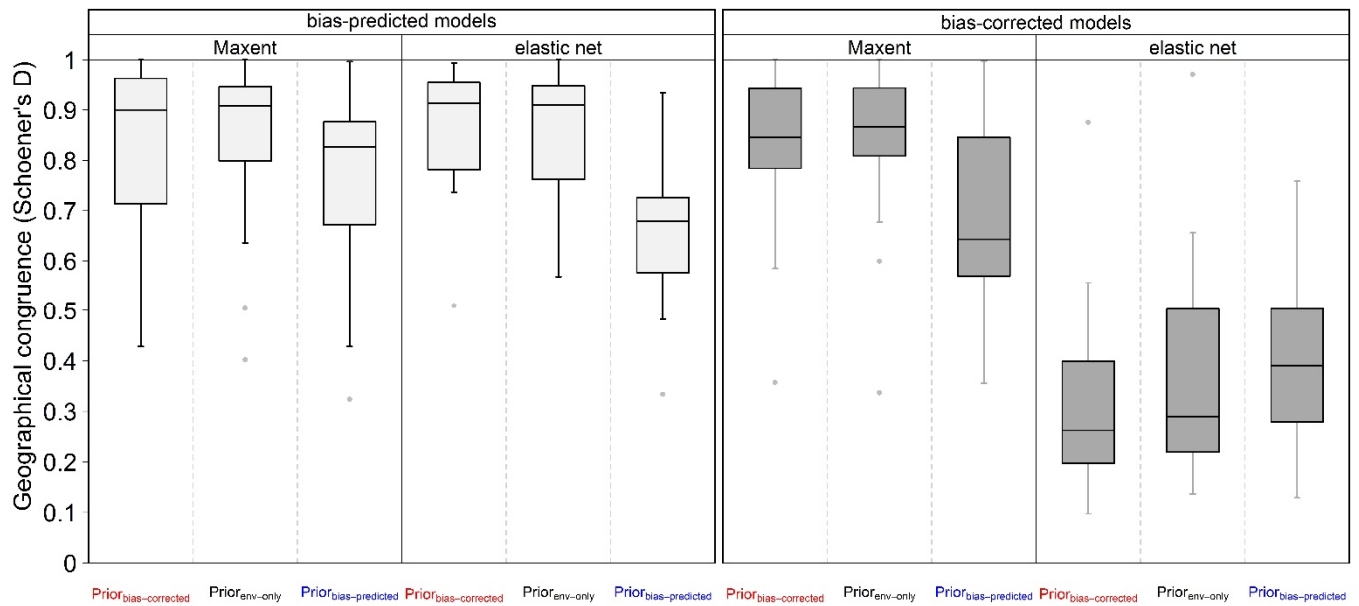 bias-predicted models
bias-corrected models
Maxent
elastic net
Maxent
elastic net
Geographical congruence (Schoener's D)
1
0.9
0.8
0.7
0.6
0.5
0.4
0.3
0.2
0.1
0
Prior bias−corrected
Prior env−only
Prior bias−predicted
Prior bias−corrected
Prior env−only
Prior bias−predicted
Prior bias−corrected
Prior env−only
Prior bias−predicted
Prior bias−corrected
Prior env−only
Prior bias−predicted